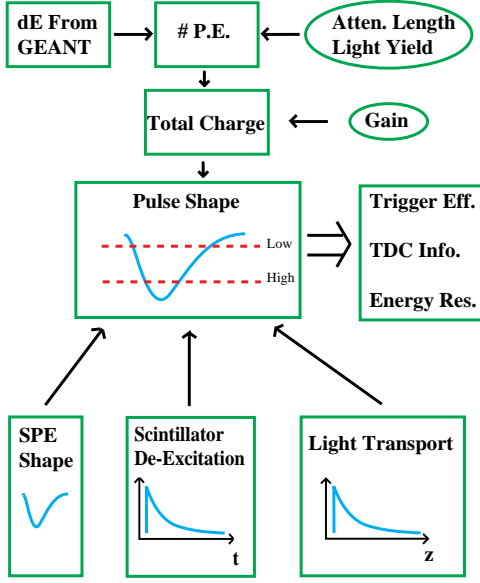 dE From
GEANT
# P.E.
Atten. Length
Light Yield
Total Charge
Gain
Pulse Shape
Low
High
Trigger Eff.
TDC Info.
Energy Res.
SPE
Shape
Scintillator
De-Excitation
t
Light Transport
z